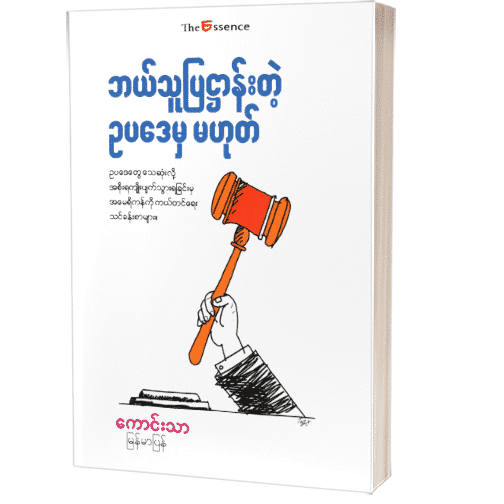 The Essence
ဘယ်သူပြဋ္ဌာန်းတဲ့
ဥပဒေမှ မဟုတ်
ဥပဒေတွေ သေဆုံးလို့
အစိုးရကျိုးပျက်သွားရခြင်းမှ
အမေရိကန်ကို ကယ်တင်ရေး
သင်ခန်းစာများ
ကောင်းသာ
မြန်မာပြန်